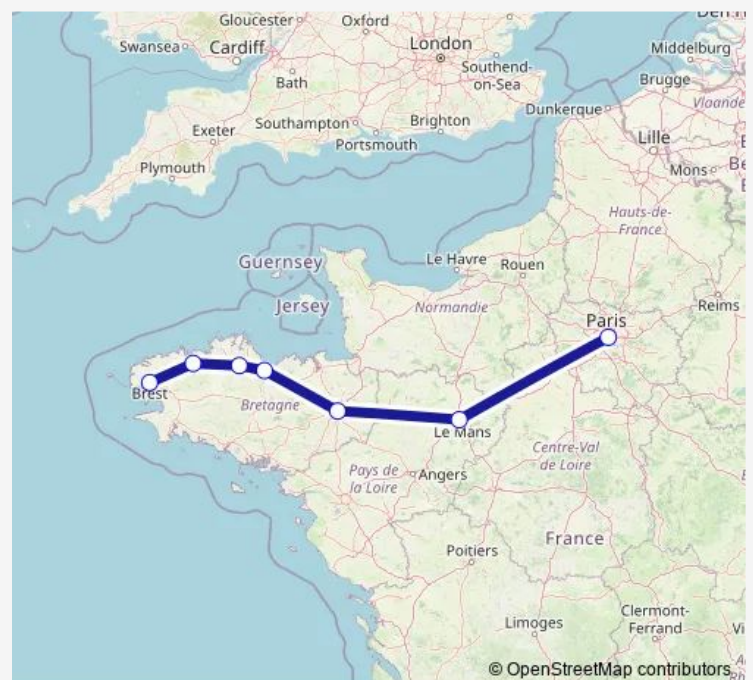 Gloucester
Oxford
Swansea
Cardiff
London
Middelburg
Bath
Southend-
on-Sea
Brugge
Vlaande
Dunkerque
Exeter
Southampton
Brighton
Portsmouth
Lille
Plymouth
Mons
Hauts-de-
France
Guernsey
Le Havre
Rouen
Jersey
Normandie
Reims
Paris
Brest
Bretagne
Le Mans
Centre-Val
de Loire
Pays de
la Loire
Angers
France
Poitiers
Limoges
Clermont-
Ferrand
© OpenStreetMap contributors